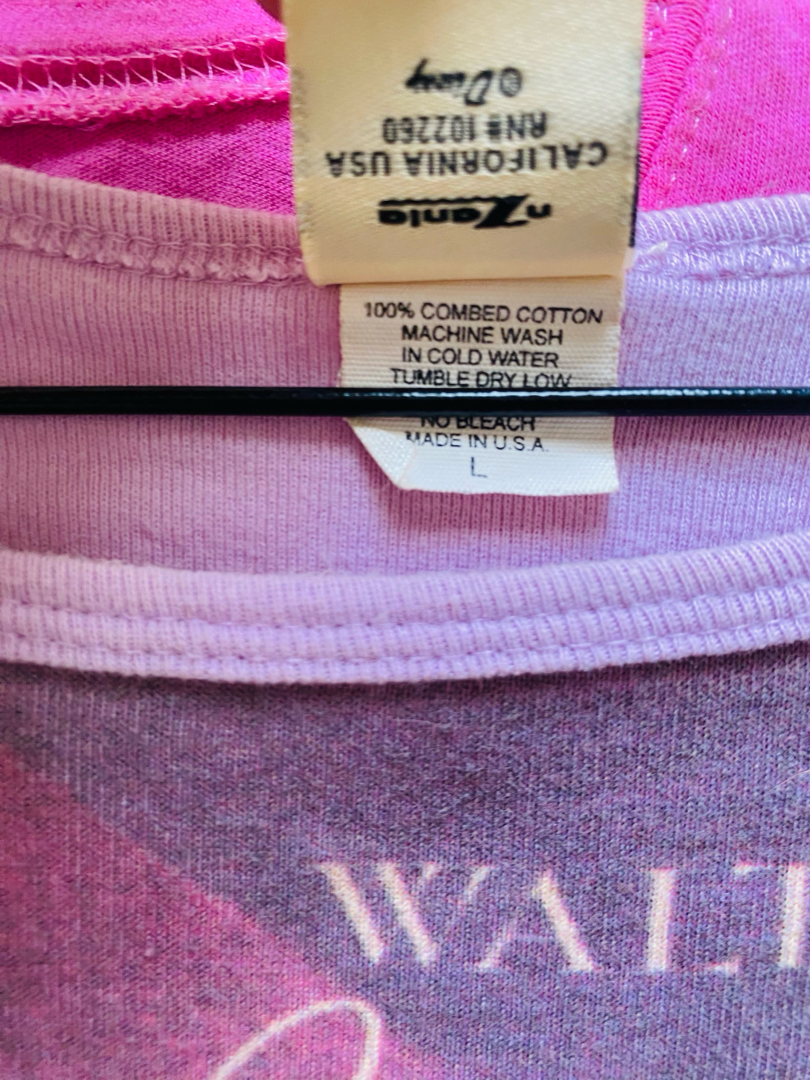 nZania
CALIFORNIA USA
RN# 102260
© Disney
100% COMBED COTTON
MACHINE WASH
IN COLD WATER
TUMBLE DRY LOW
NO BLEACH
MADE IN U.S.A.
L
WALT